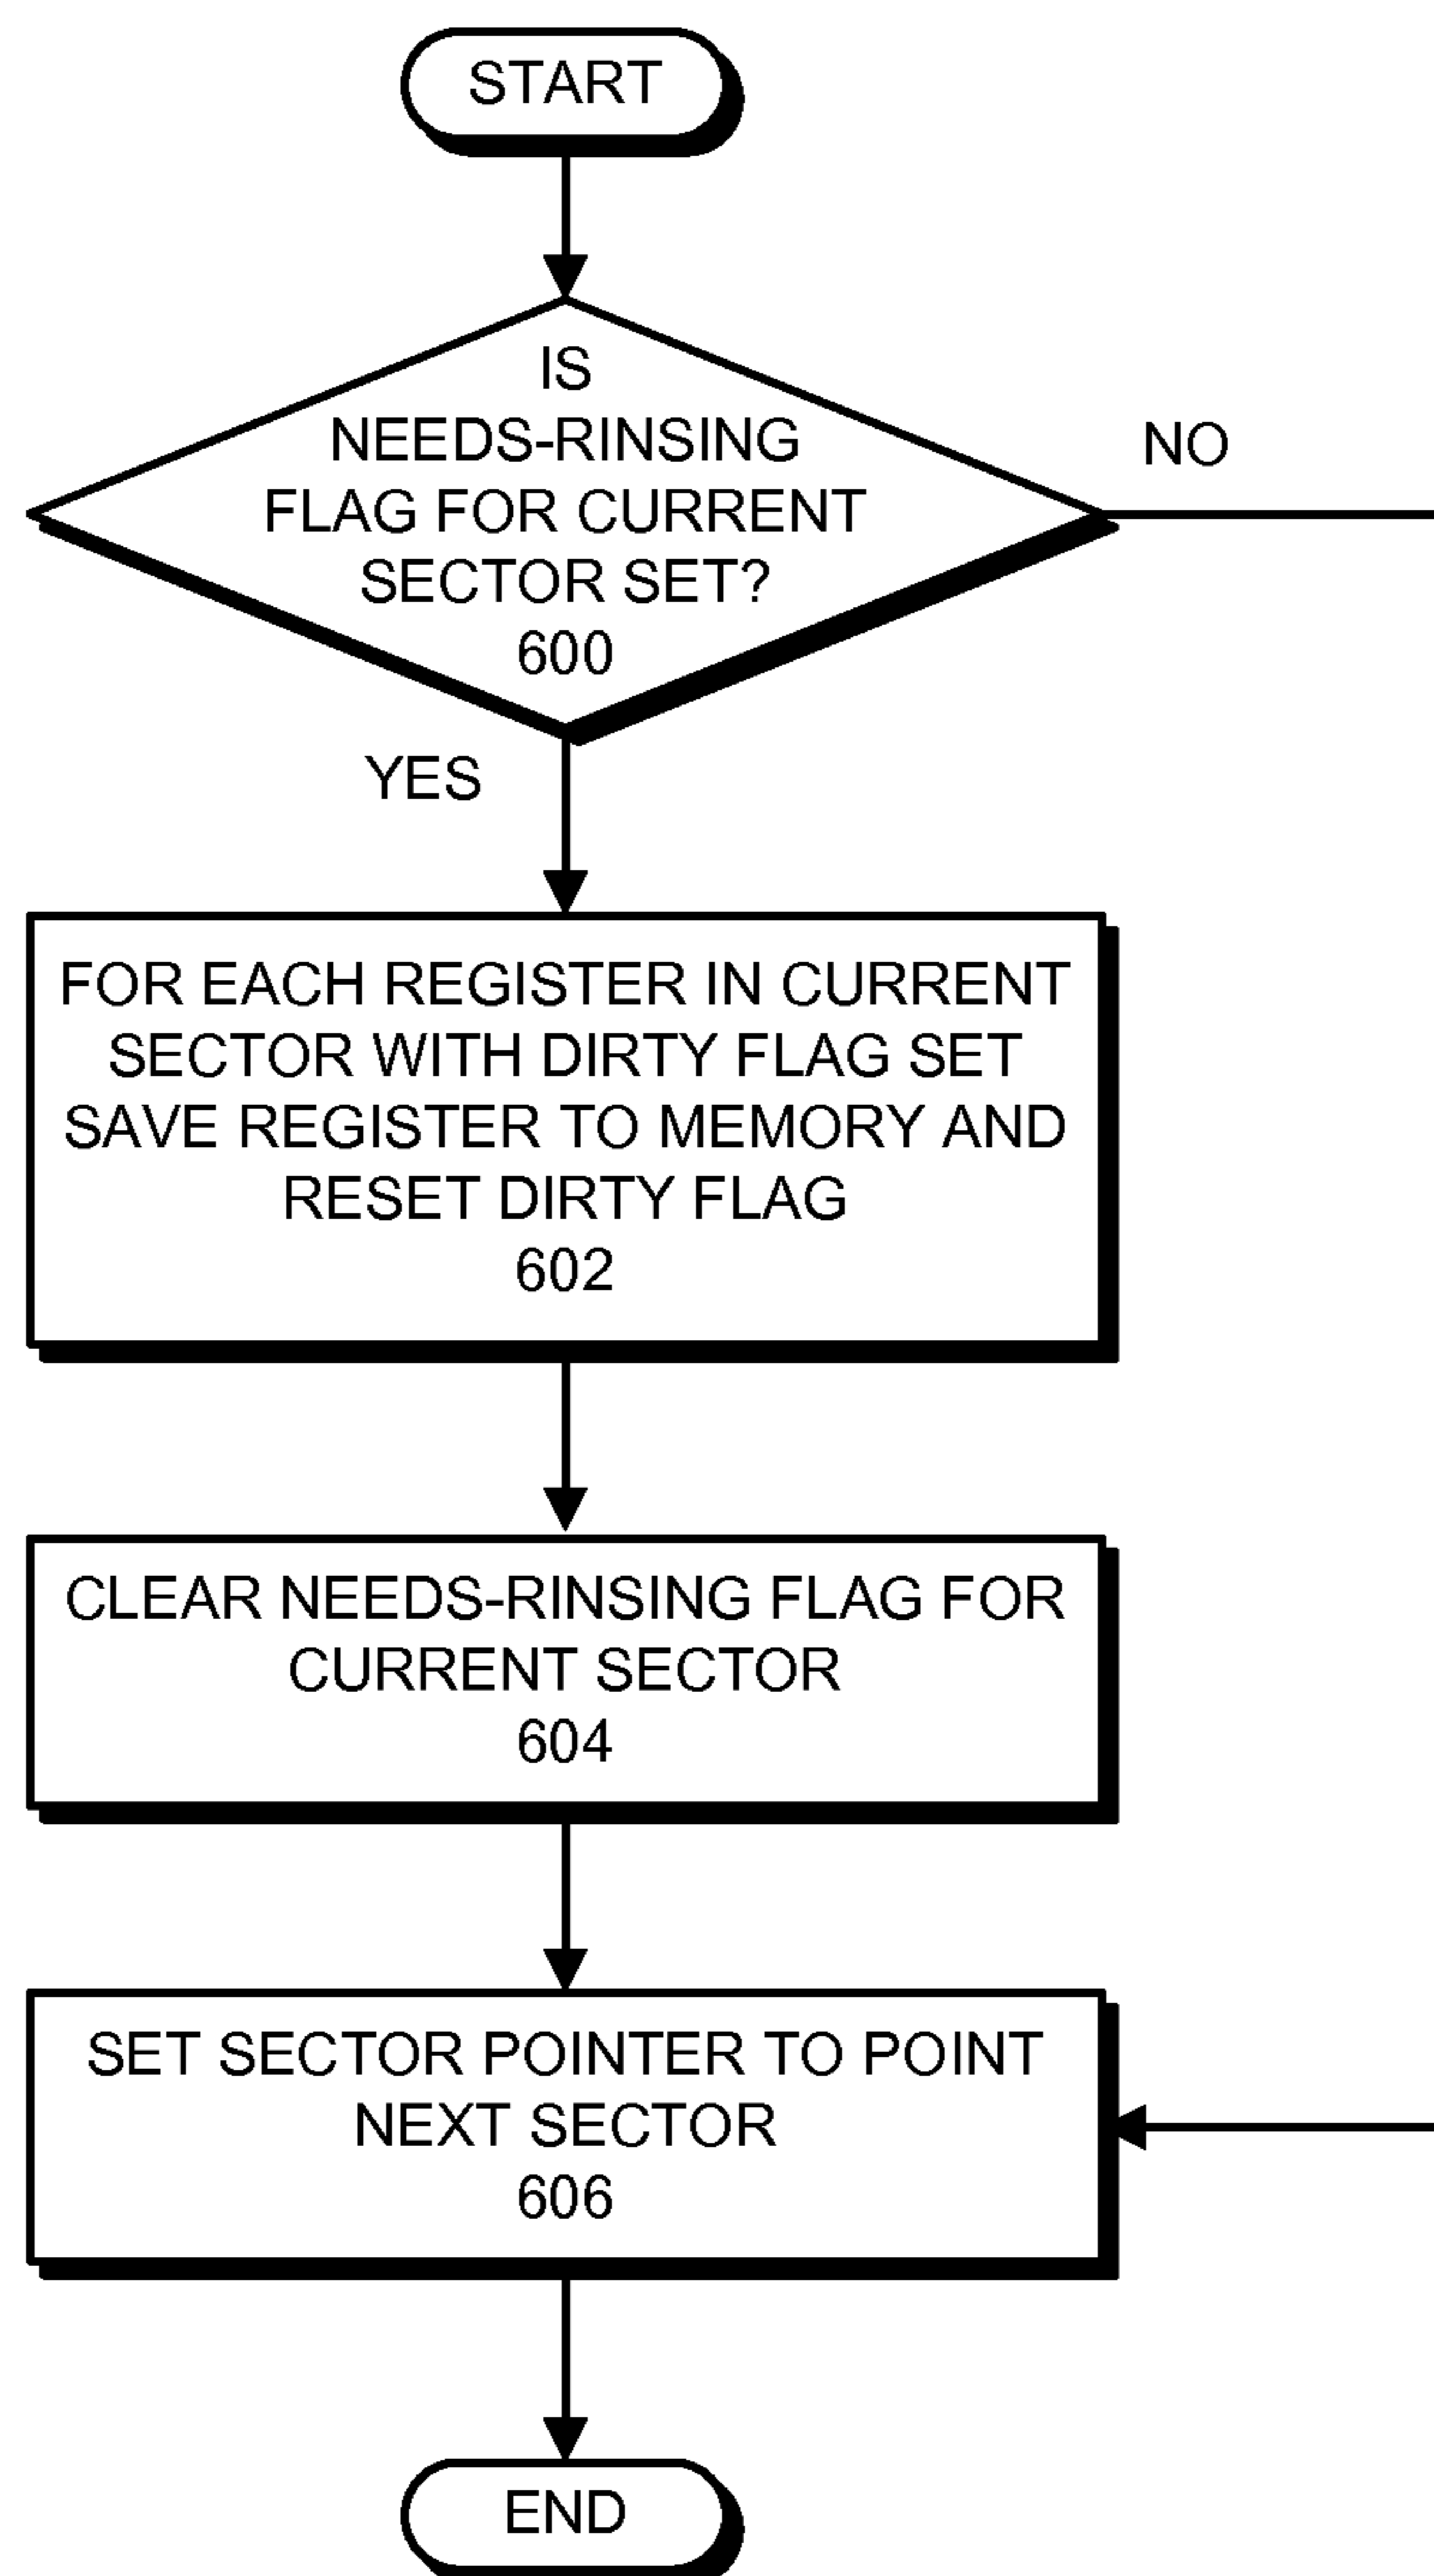 START
IS
NEEDS-RINSING
FLAG FOR CURRENT
SECTOR SET?
600
NO
YES
FOR EACH REGISTER IN CURRENT
SECTOR WITH DIRTY FLAG SET
SAVE REGISTER TO MEMORY AND
RESET DIRTY FLAG
602
CLEAR NEEDS-RINSING FLAG FOR
CURRENT SECTOR
604
SET SECTOR POINTER TO POINT
NEXT SECTOR
606
END